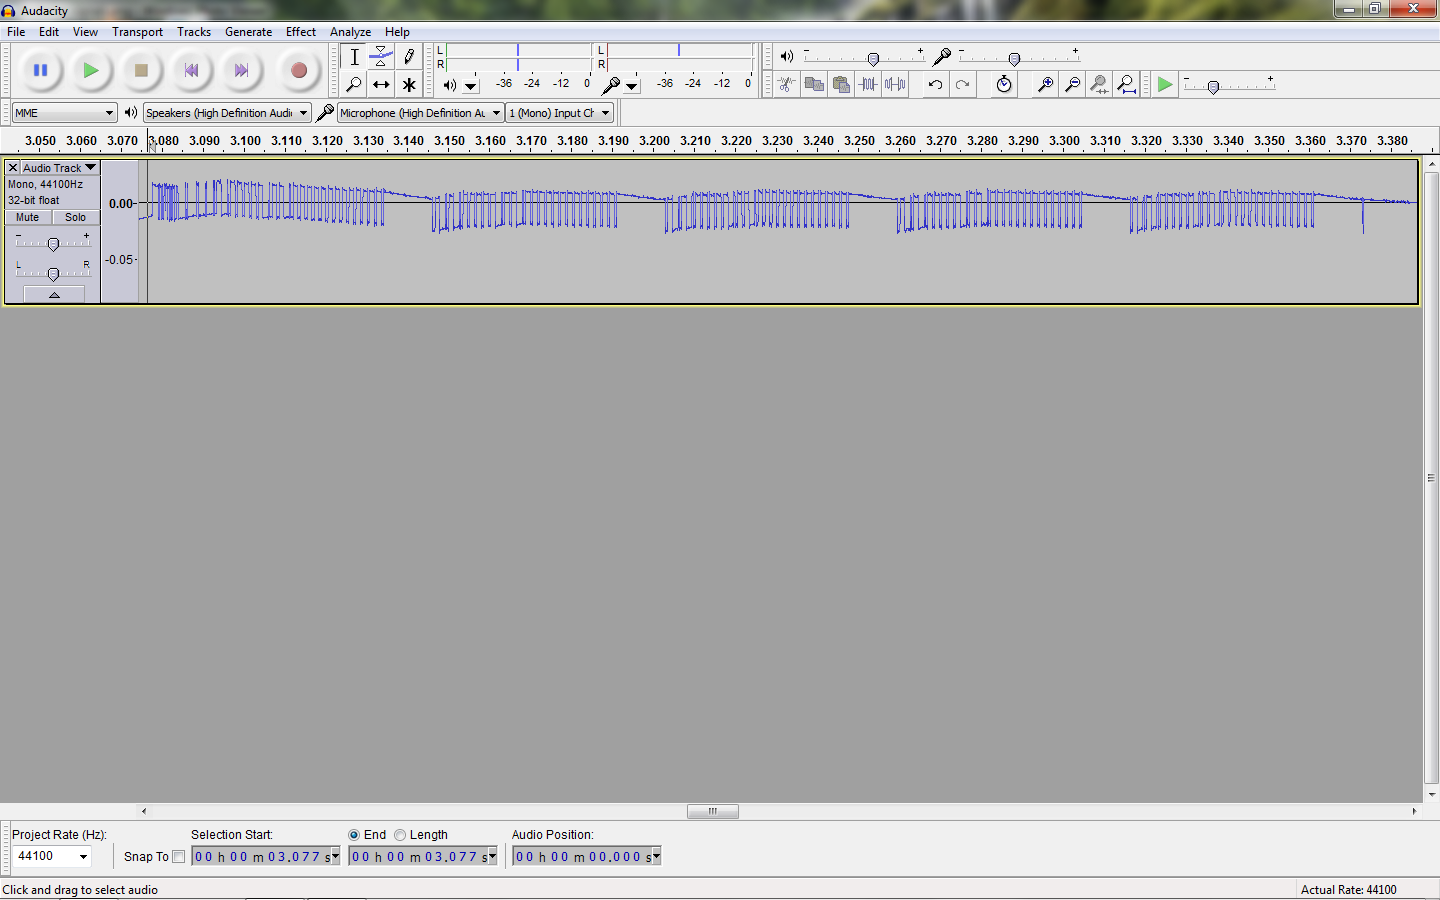 Audacity
File Edit View Transport Tracks Generate Effect Analyze Help
L
R
-36 -24 -12 0
L
R
-36 -24 -12 0
- +
- +
- +
MME
Speakers (High Definition Audi
Microphone (High Definition Au
1 (Mono) Input Ch
3.050 3.060 3.070 3.080 3.090 3.100 3.110 3.120 3.130 3.140 3.150 3.160 3.170 3.180 3.190 3.200 3.210 3.220 3.230 3.240 3.250 3.260 3.270 3.280 3.290 3.300 3.310 3.320 3.330 3.340 3.350 3.360 3.370 3.380
X Audio Track
Mono, 44100Hz
32-bit float
Mute Solo
- +
L R
0.00
-0.05
Project Rate (Hz): Selection Start: End Length Audio Position:
44100 Snap To 00 h 00 m 03.077 s 00 h 00 m 03.077 s 00 h 00 m 00.000 s
Click and drag to select audio Actual Rate: 44100